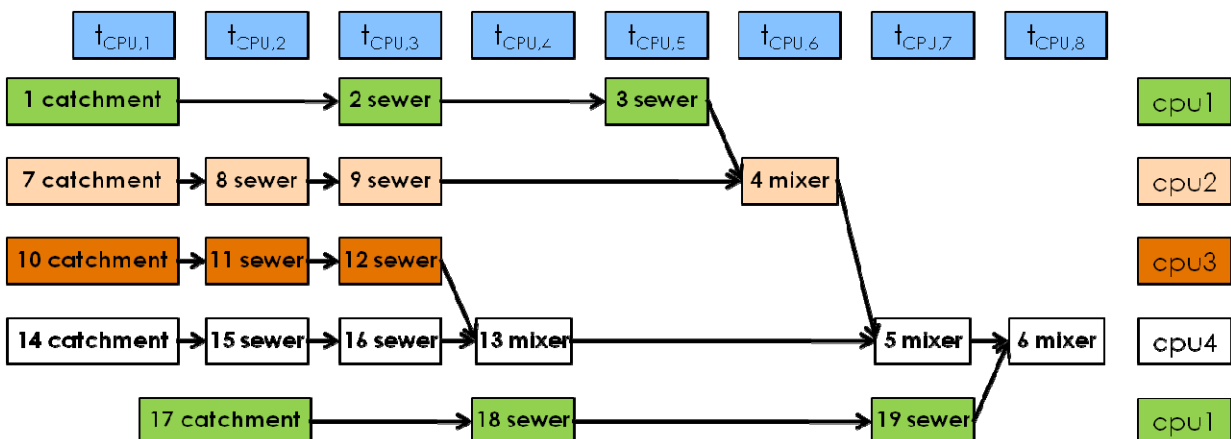 tCPU,1 tCPU,2 tCPU,3 tCPU,4 tCPU,5 tCPU,6 tCPJ,7 tCPU,8
1 catchment 2 sewer 3 sewer cpu1
7 catchment 8 sewer 9 sewer 4 mixer cpu2
10 catchment 11 sewer 12 sewer cpu3
14 catchment 15 sewer 16 sewer 13 mixer 5 mixer 6 mixer cpu4
17 catchment 18 sewer 19 sewer cpu1